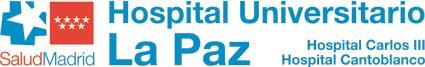 Hospital Universitario
La Paz
Hospital Carlos III
Hospital Cantoblanco
SaludMadrid